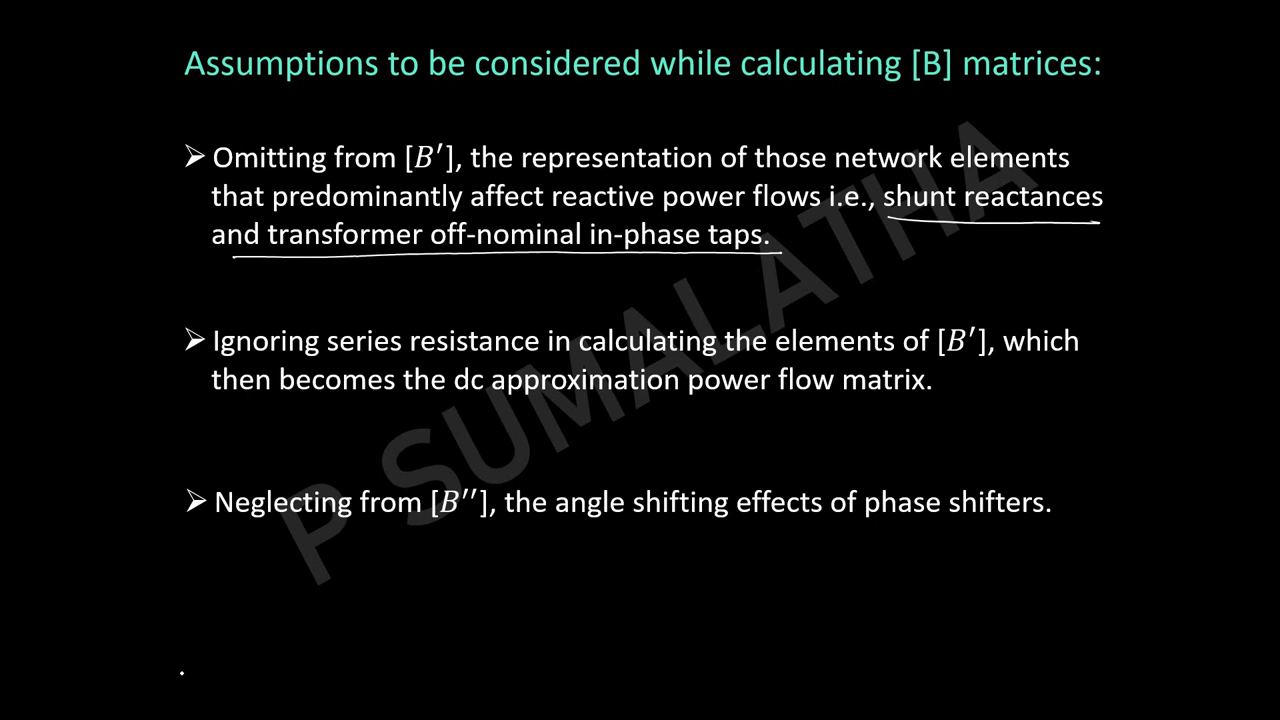 Assumptions to be considered while calculating [B] matrices:
➢ Omitting from [B′], the representation of those network elements
that predominantly affect reactive power flows i.e., shunt reactances
and transformer off-nominal in-phase taps.
➢ Ignoring series resistance in calculating the elements of [B′], which
then becomes the dc approximation power flow matrix.
➢ Neglecting from [B′′], the angle shifting effects of phase shifters.
P SUMALATHA